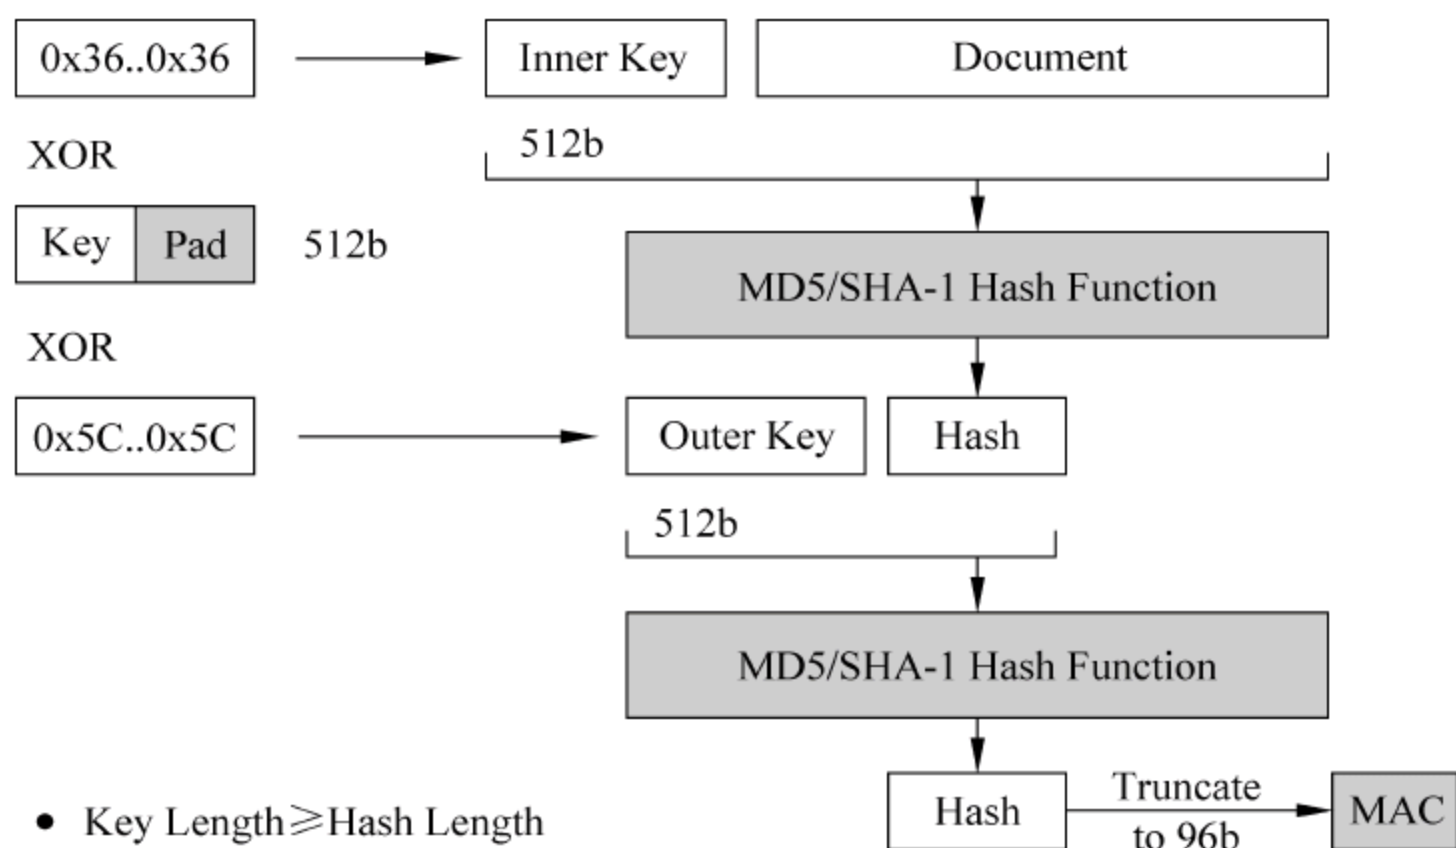 0x36..0x36
Inner Key
Document
XOR
512b
Key
Pad
512b
MD5/SHA-1 Hash Function
XOR
0x5C..0x5C
Outer Key
Hash
512b
MD5/SHA-1 Hash Function
● Key Length⩾Hash Length
Hash
Truncate
to 96b
MAC